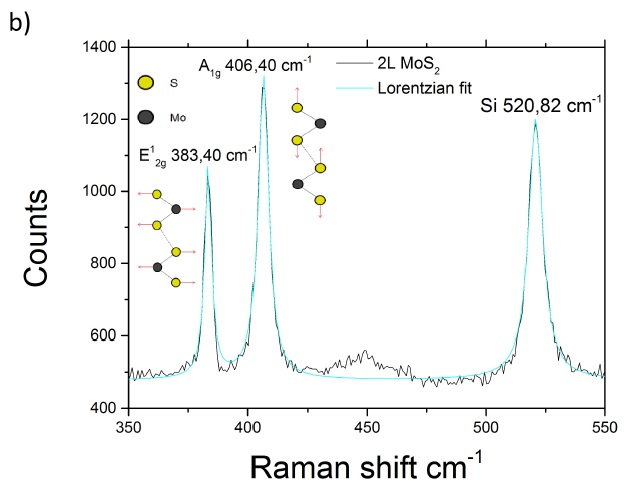 b)
1400
1200
1000
800
600
400
Counts
A1g 406,40 cm-1
2L MoS2
Lorentzian fit
S
Mo
Si 520,82 cm-1
E12g 383,40 cm-1
350
400
450
500
550
Raman shift cm-1